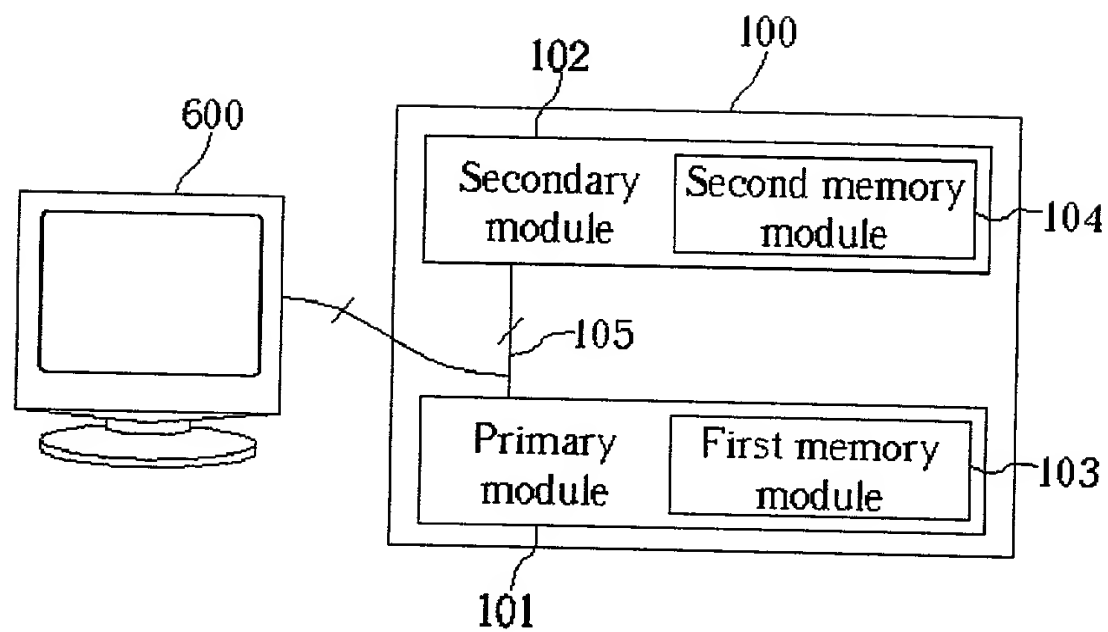 100
102
600
Secondary
module
Second memory
module
104
105
Primary
module
First memory
module
103
101